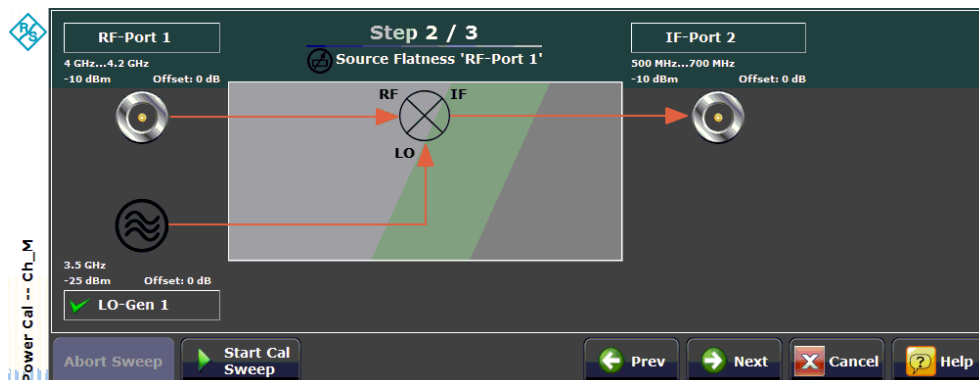 R&S
RF-Port 1
4 GHz...4.2 GHz
-10 dBm Offset: 0 dB
Step 2 / 3
Source Flatness 'RF-Port 1'
IF-Port 2
500 MHz...700 MHz
-10 dBm Offset: 0 dB
RF IF
LO
3.5 GHz
-25 dBm Offset: 0 dB
LO-Gen 1
Power Cal -- Ch_M
Abort Sweep
Start Cal
Sweep
Prev
Next
Cancel
? Help